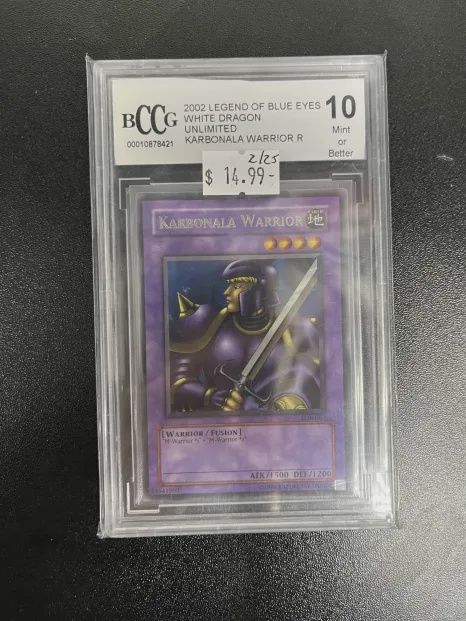 BCCG
00010878421
2002 LEGEND OF BLUE EYES
WHITE DRAGON
UNLIMITED
KARBONALA WARRIOR R
10
Mint
or
Better
2/25
$ 14.99-
KARBONALA WARRIOR
地
[WARRIOR/FUSION]
"M-Warrior #1" + "M-Warrior #2"
ATK/1500 DEF/1200